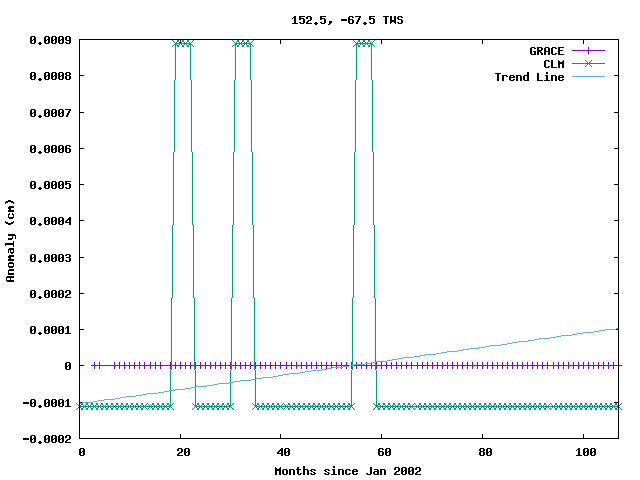 152.5, -67.5 TWS
GRACE
CLM
Trend Line
0.0009
0.0008
0.0007
0.0006
0.0005
0.0004
0.0003
0.0002
0.0001
0
-0.0001
-0.0002
Anomaly (cm)
0 20 40 60 80 100
Months since Jan 2002